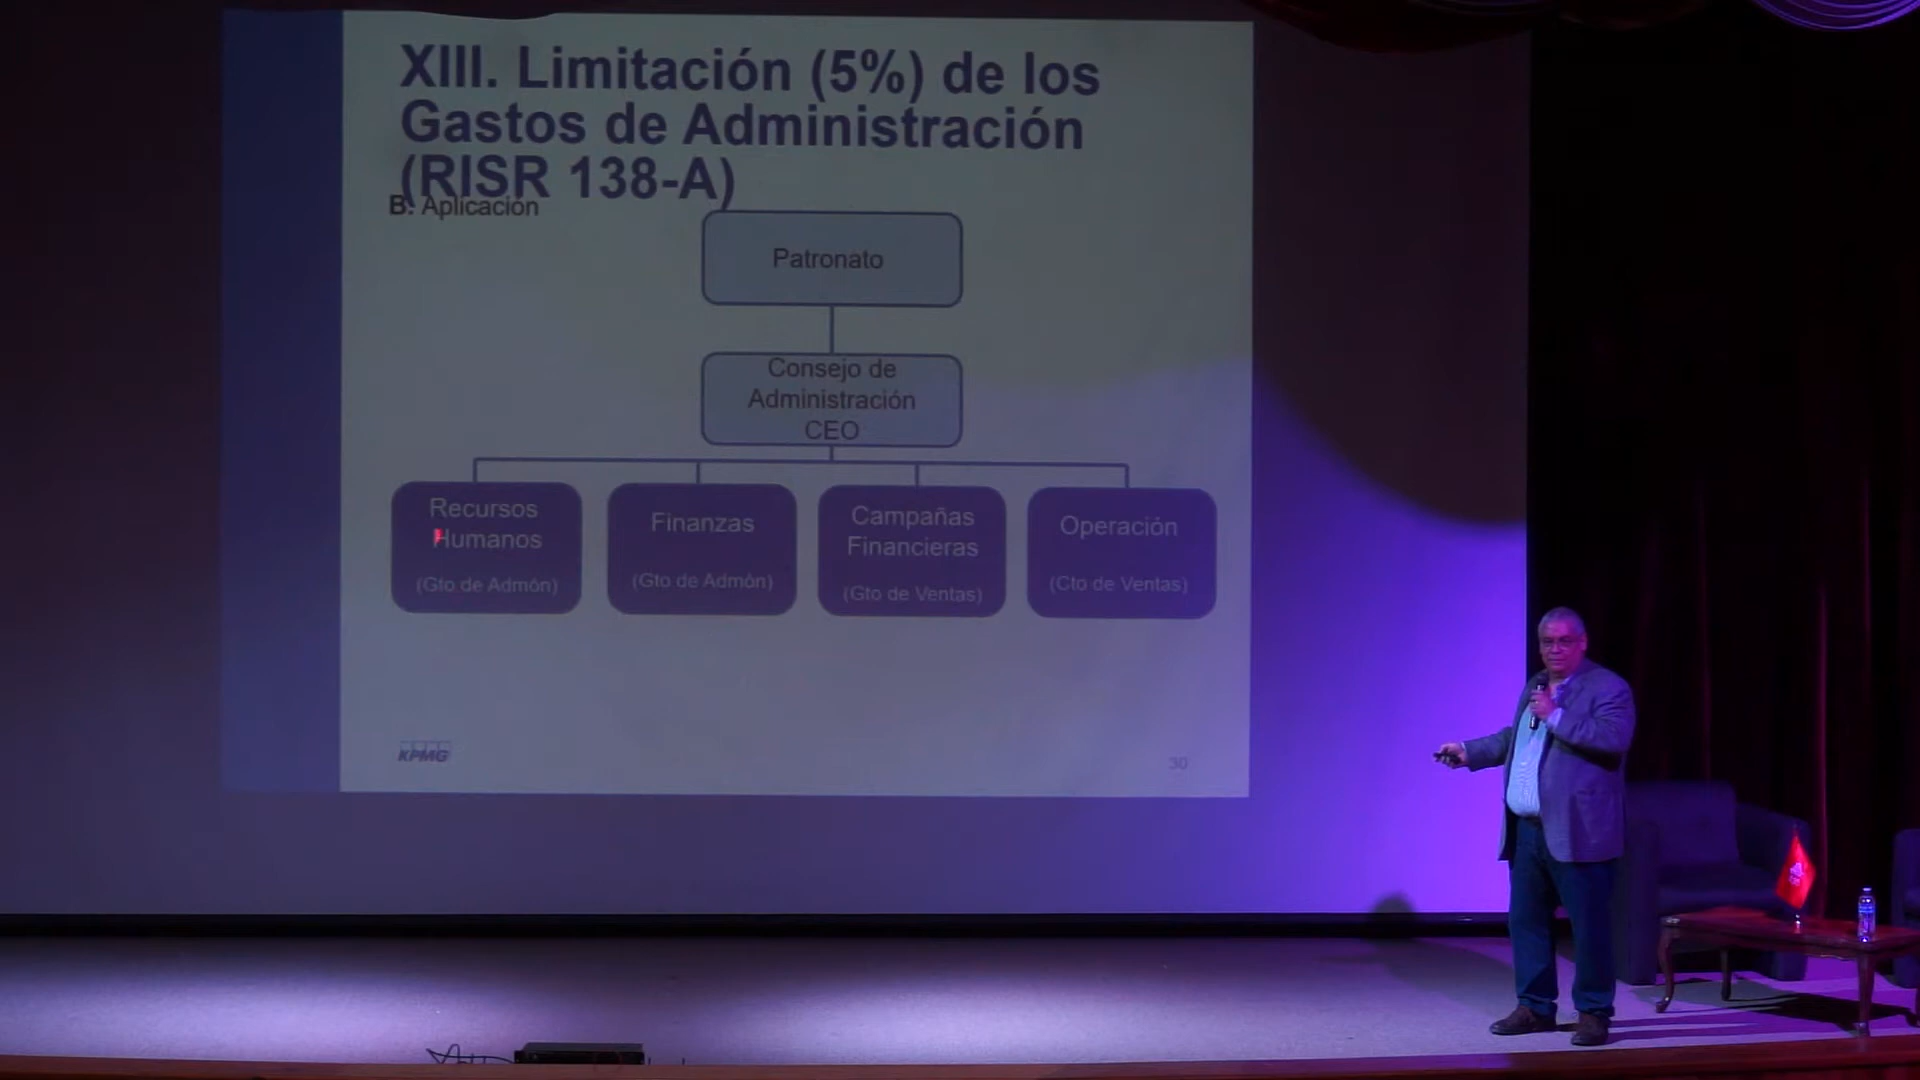 XIII. Limitación (5%) de los
Gastos de Administración
(RISR 138-A)
B. Aplicación
Patronato
Consejo de
Administración
CEO
Recursos
Humanos
(Gto de Admón)
Finanzas
(Gto de Admón)
Campañas
Financieras
(Gto de Ventas)
Operación
(Cto de Ventas)
KPMG
30